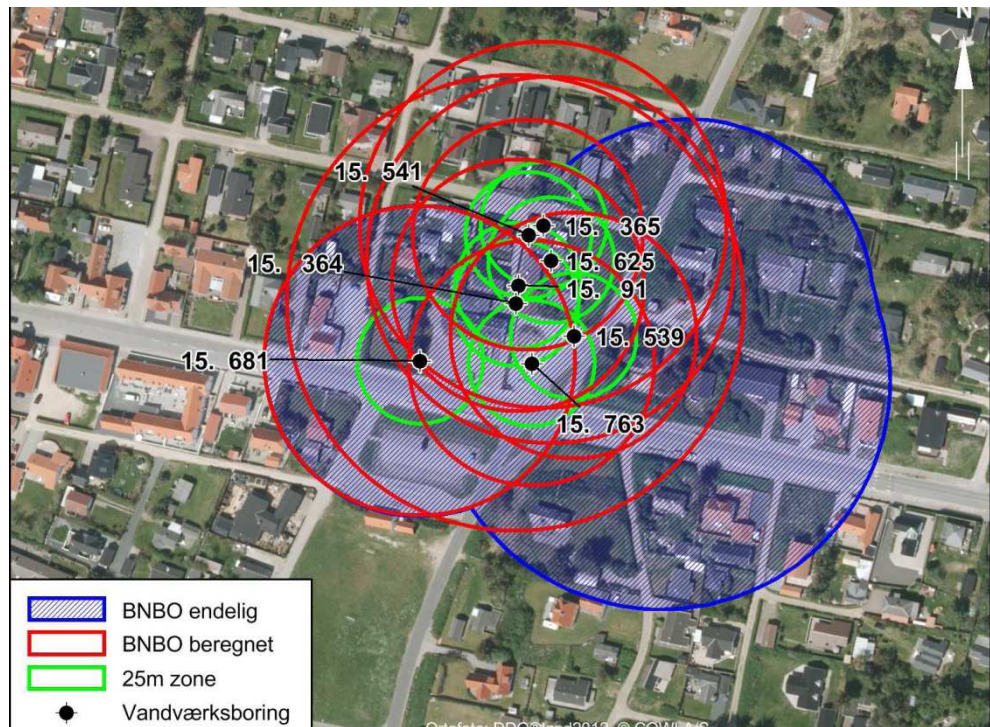 N
15. 541
15. 365
15. 625
15. 364
15. 91
15. 539
15. 681
15. 763
BNBO endelig
BNBO beregnet
25m zone
Vandværksboring